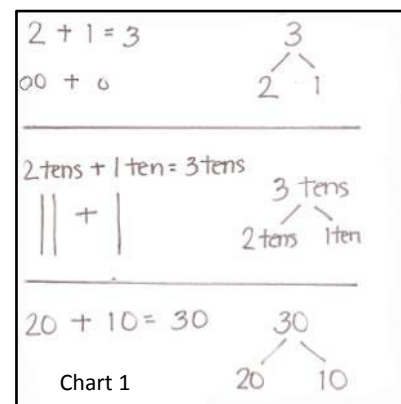 2 + 1 = 3
3
00 + 0
2 1
2 tens + 1 ten = 3 tens
3 tens
+
2 tens 1 ten
20 + 10 = 30
30
20 10
Chart 1